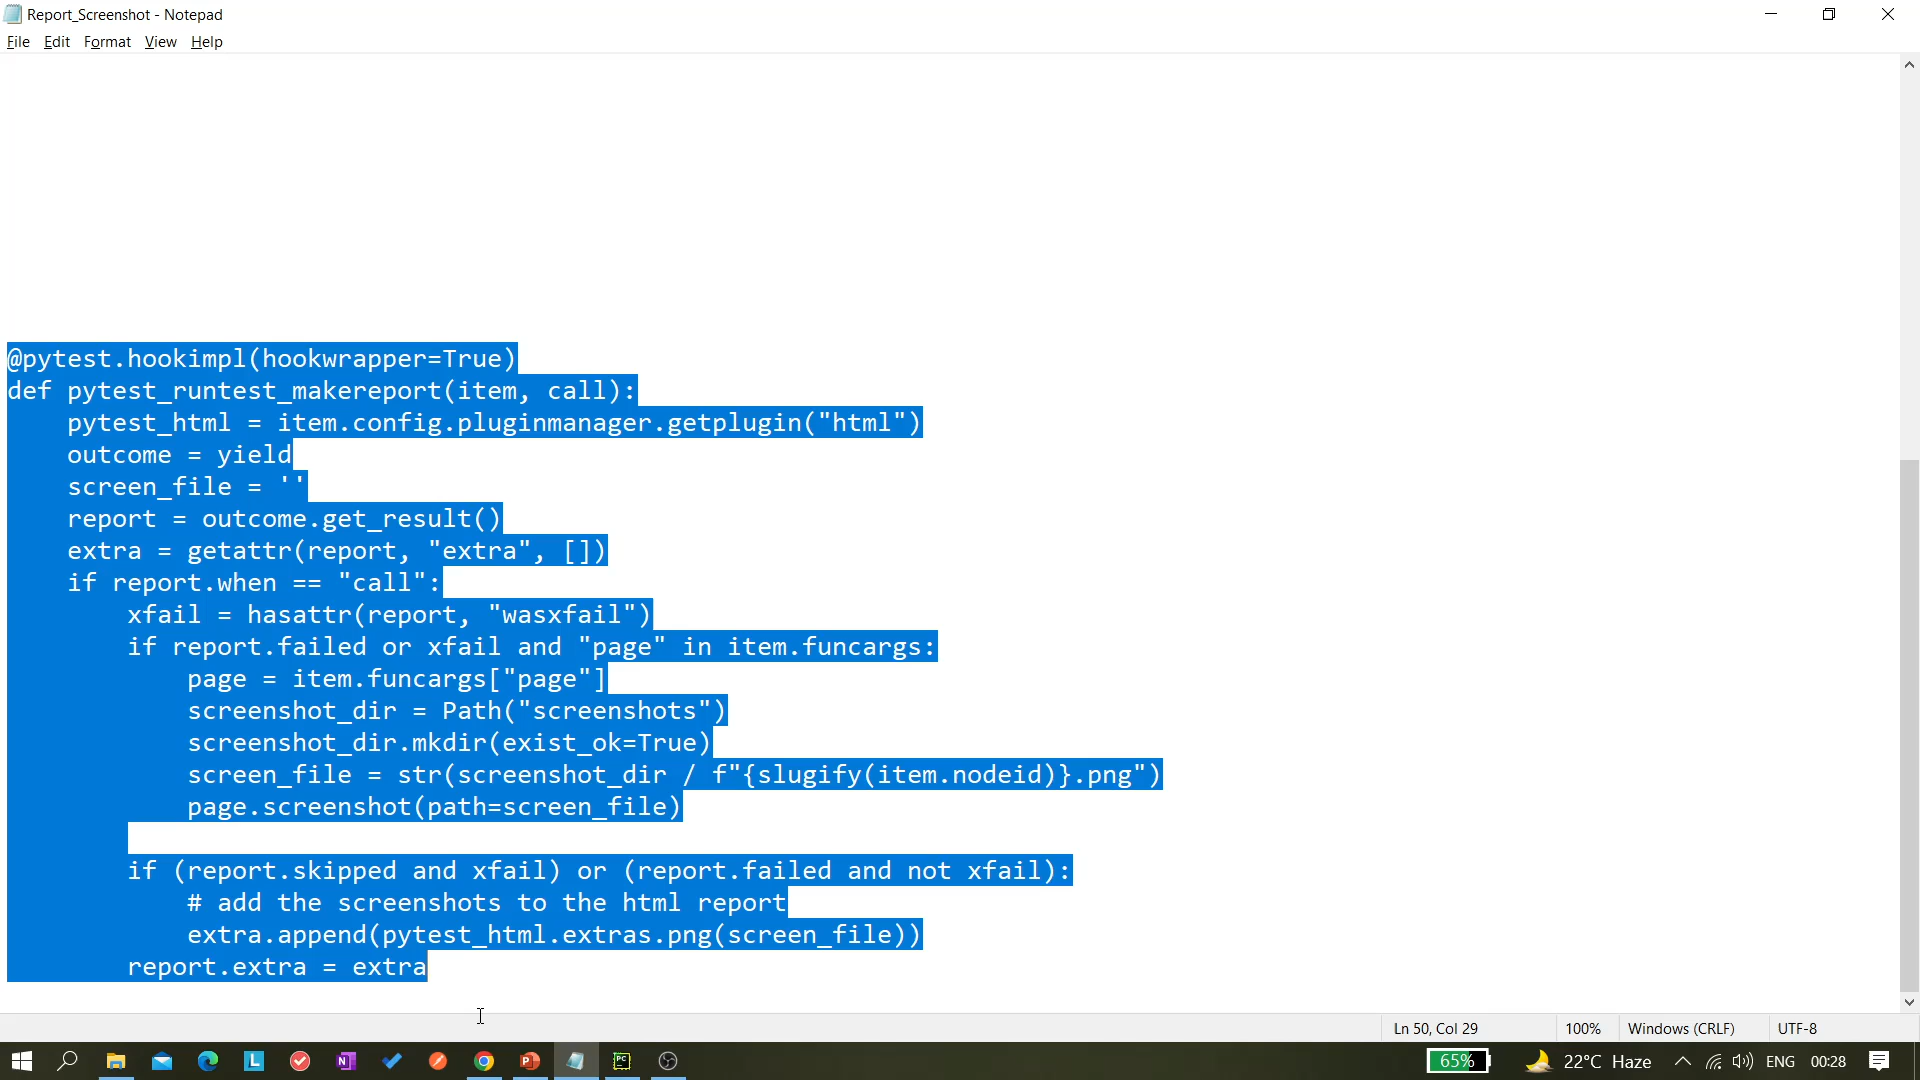 Report_Screenshot - Notepad
File Edit Format View Help
@pytest.hookimpl(hookwrapper=True)
def pytest_runtest_makereport(item, call):
    pytest_html = item.config.pluginmanager.getplugin("html")
    outcome = yield
    screen_file = ''
    report = outcome.get_result()
    extra = getattr(report, "extra", [])
    if report.when == "call":
        xfail = hasattr(report, "wasxfail")
        if report.failed or xfail and "page" in item.funcargs:
            page = item.funcargs["page"]
            screenshot_dir = Path("screenshots")
            screenshot_dir.mkdir(exist_ok=True)
            screen_file = str(screenshot_dir / f"{slugify(item.nodeid)}.png")
            page.screenshot(path=screen_file)
        if (report.skipped and xfail) or (report.failed and not xfail):
            # add the screenshots to the html report
            extra.append(pytest_html.extras.png(screen_file))
        report.extra = extra
Ln 50, Col 29 100% Windows (CRLF) UTF-8
L N P PC 65% 22°C Haze ENG 00:28